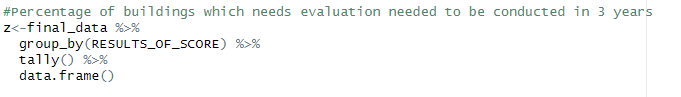 #Percentage of buildings which needs evaluation needed to be conducted in 3 years
z<-final_data %>%
  group_by(RESULTS_OF_SCORE) %>%
  tally() %>%
  data.frame()